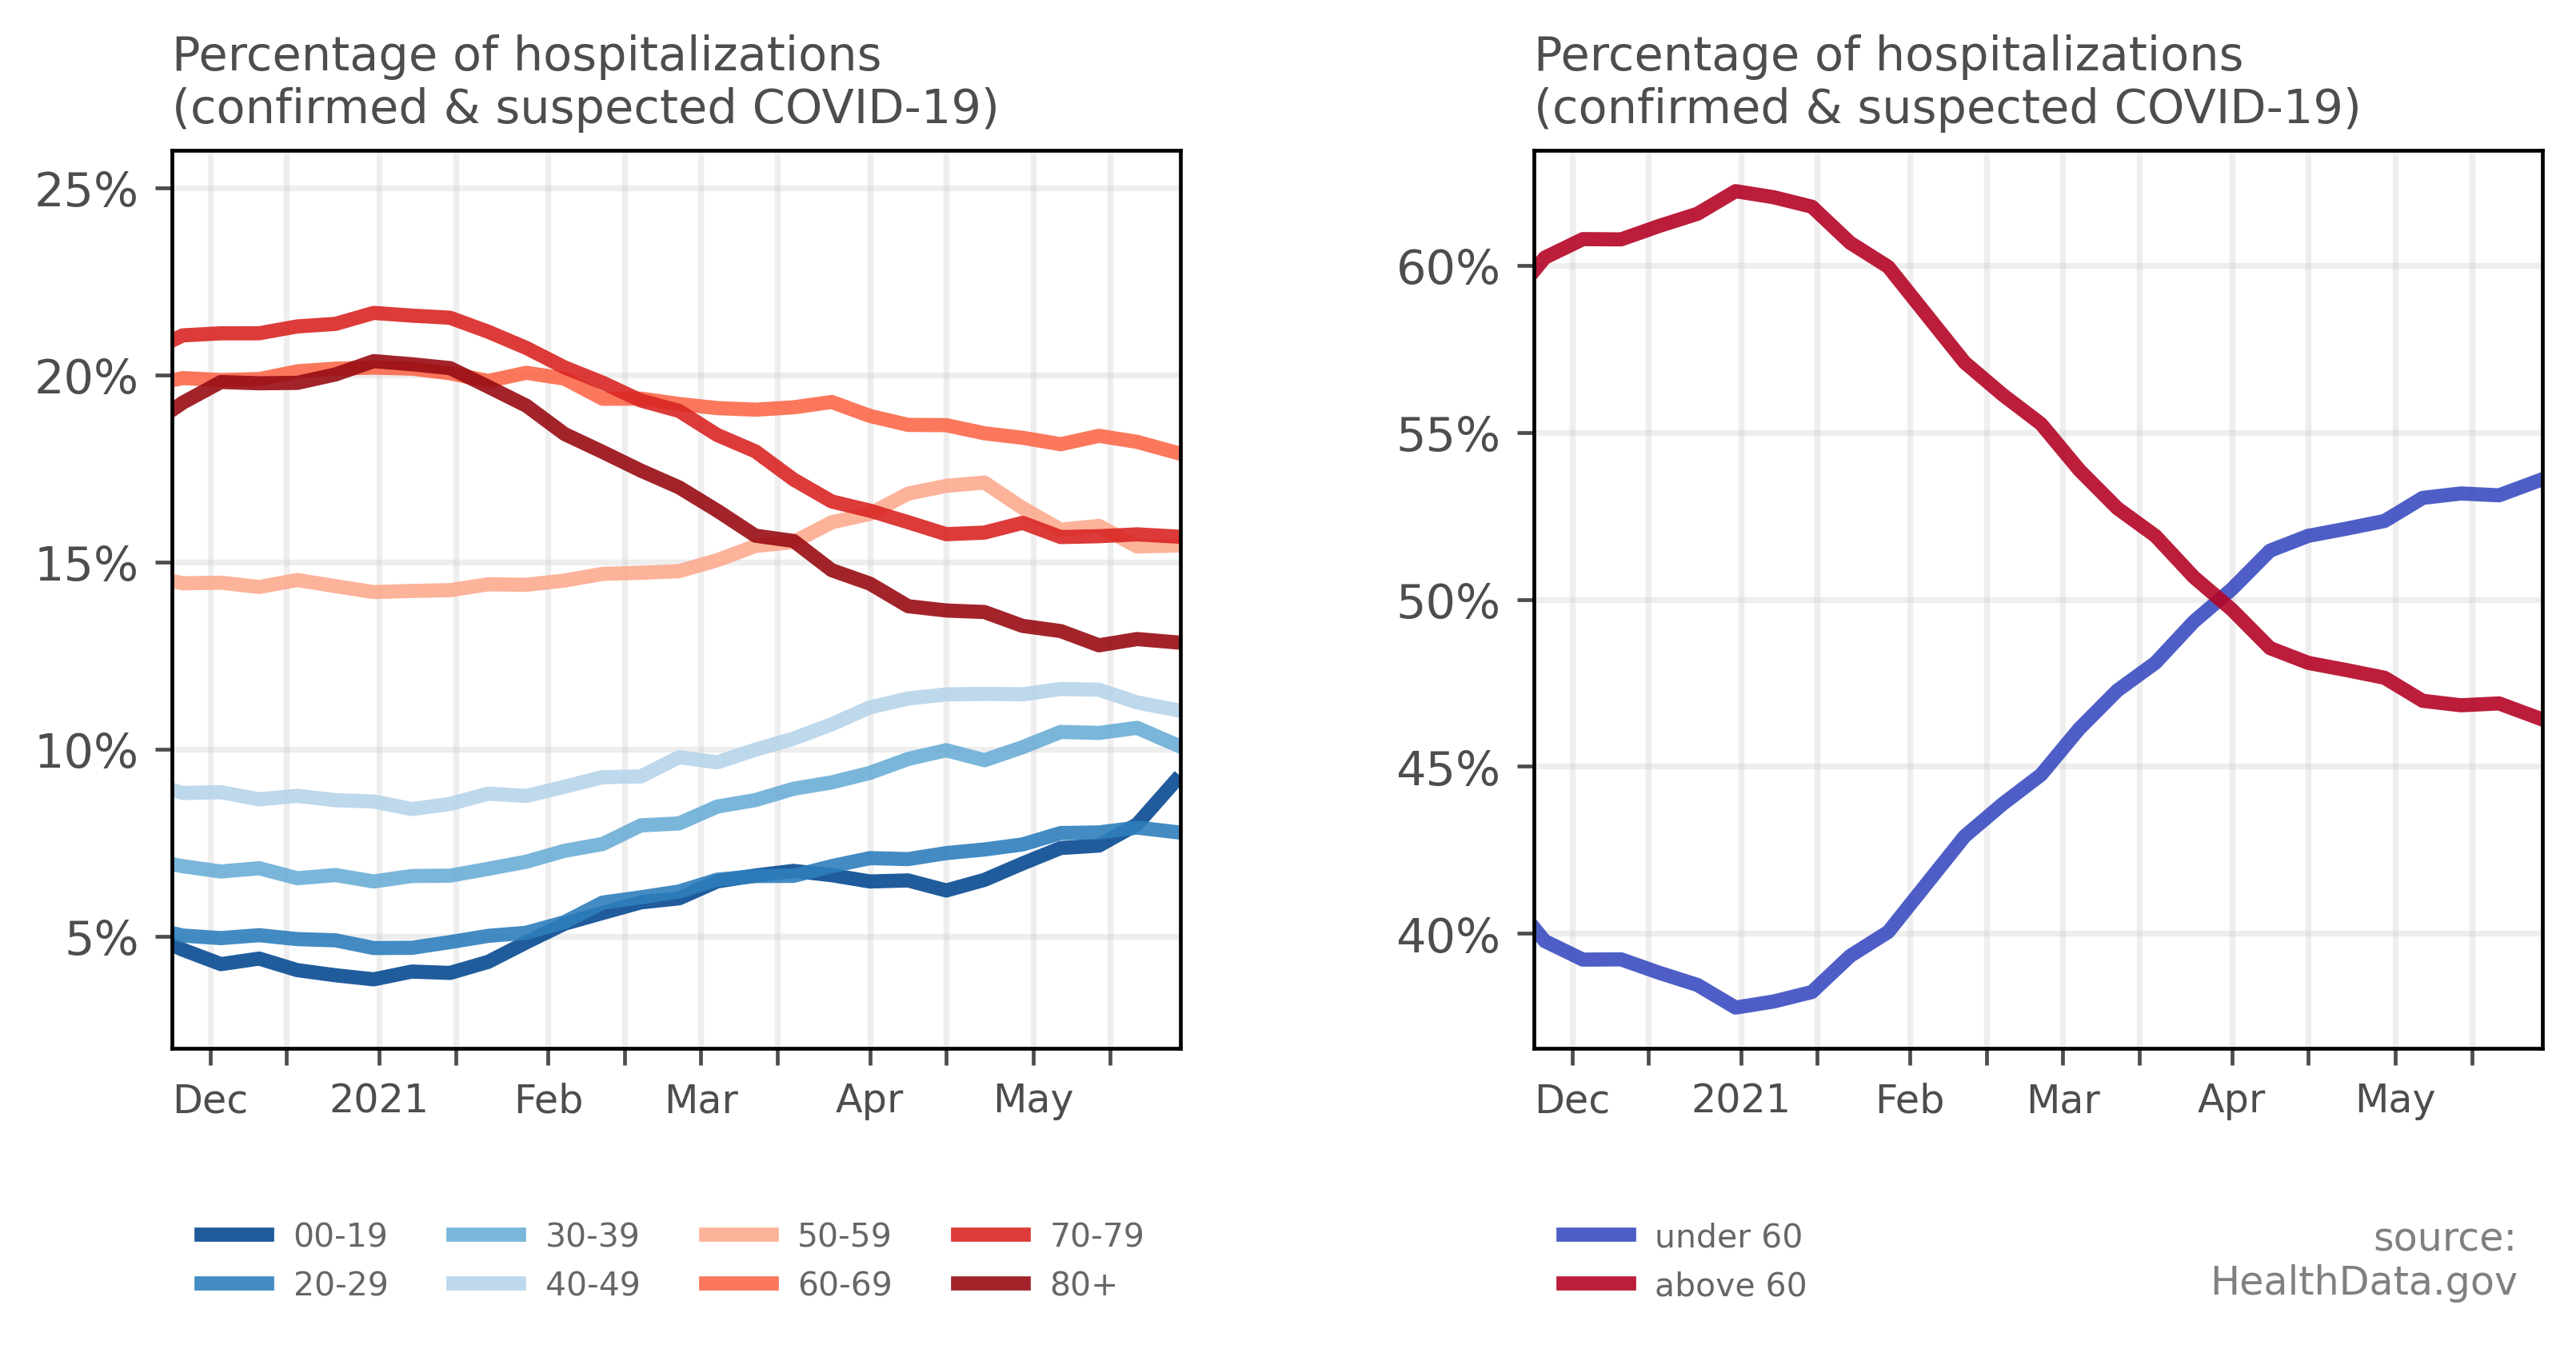 Percentage of hospitalizations
(confirmed & suspected COVID-19)
25%
20%
15%
10%
5%
Dec 2021 Feb Mar Apr May
00-19 30-39 50-59 70-79
20-29 40-49 60-69 80+
Percentage of hospitalizations
(confirmed & suspected COVID-19)
60%
55%
50%
45%
40%
Dec 2021 Feb Mar Apr May
under 60
above 60
source:
HealthData.gov